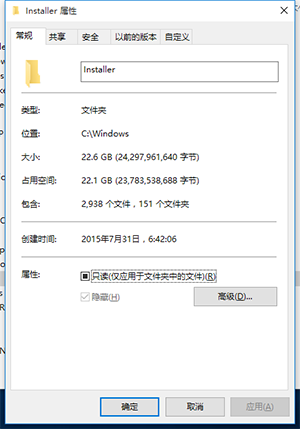 Installer 属性
常规 共享 安全 以前的版本 自定义
Installer
类型: 文件夹
位置: C:\Windows
大小: 22.6 GB (24,297,961,640 字节)
占用空间: 22.1 GB (23,783,538,688 字节)
包含: 2,938 个文件，151 个文件夹
创建时间: 2015年7月31日，6:42:06
属性: 只读(仅应用于文件夹中的文件)(R)
隐藏(H) 高级(D)...
确定 取消 应用(A)